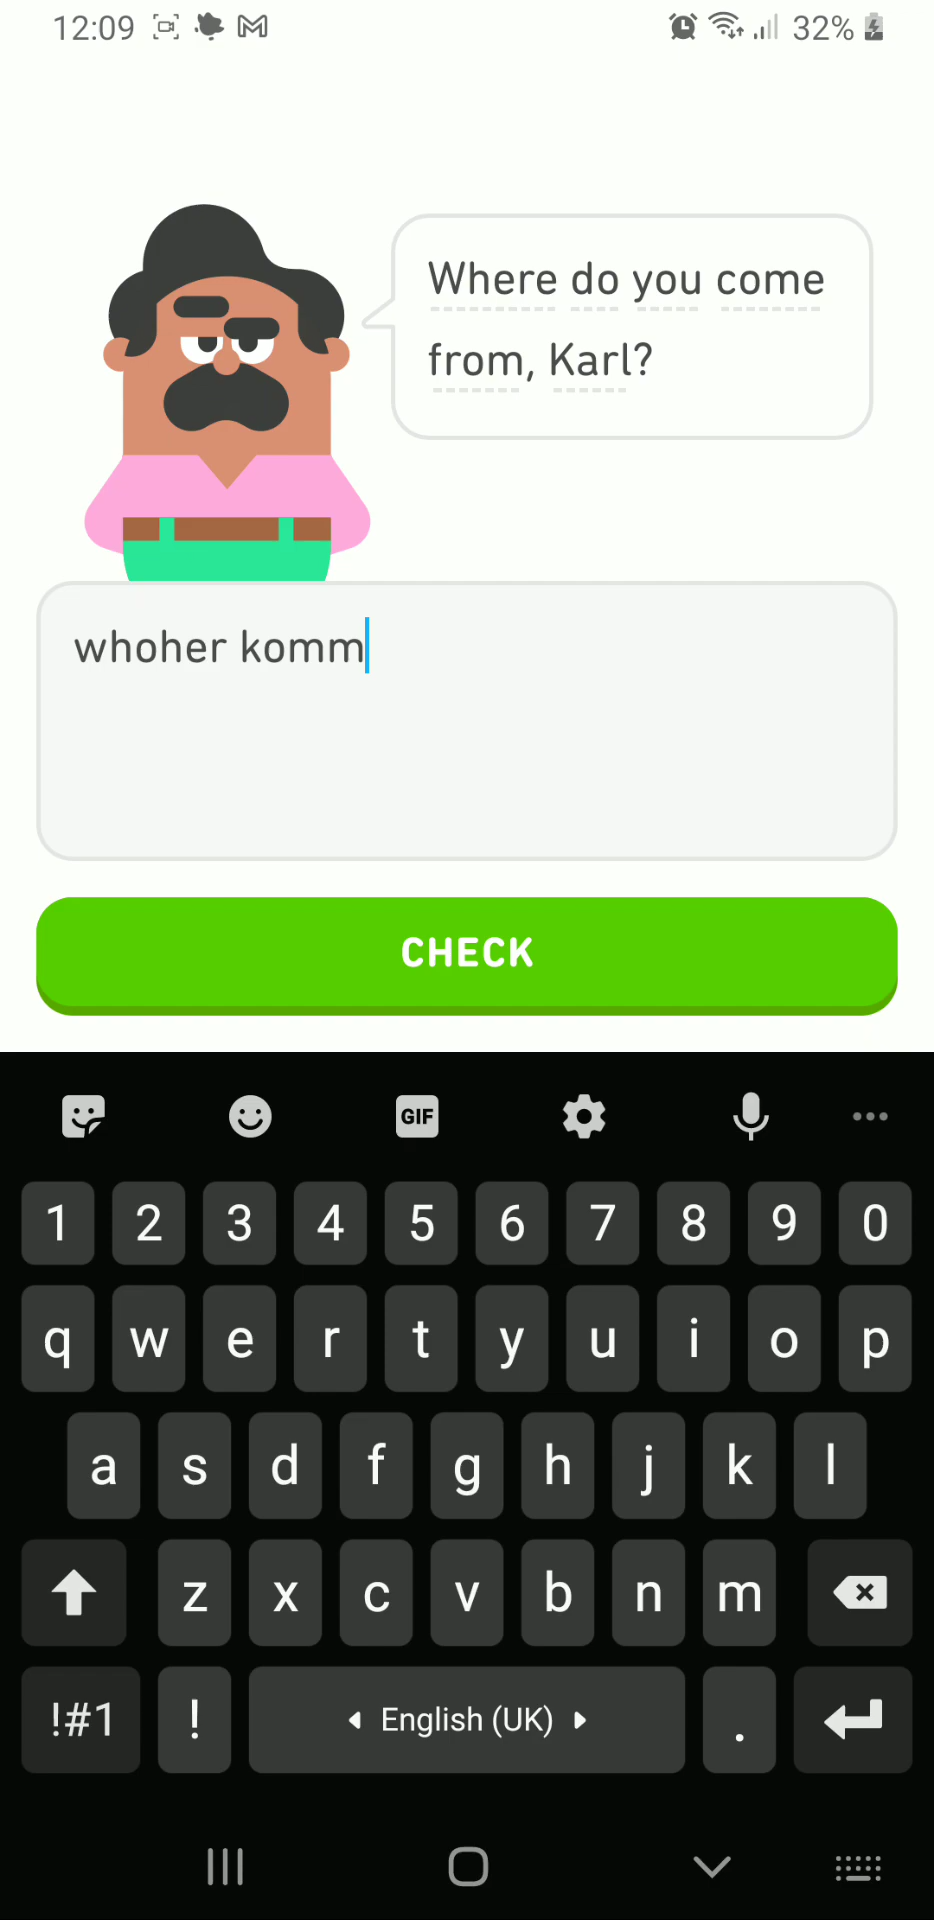 12:09 32%
Where do you come
from, Karl?
whoher komm
CHECK
GIF
1 2 3 4 5 6 7 8 9 0
q w e r t y u i o p
a s d f g h j k l
z x c v b n m
!#1 ! English (UK) .